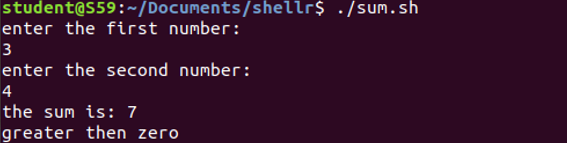 student@S59:~/Documents/shellr$ ./sum.sh
enter the first number:
3
enter the second number:
4
the sum is: 7
greater then zero